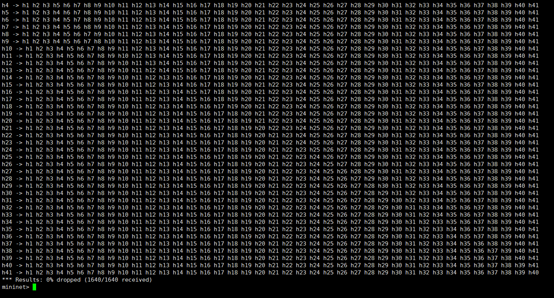 h4 -> h1 h2 h3 h5 h6 h7 h8 h9 h10 h11 h12 h13 h14 h15 h16 h17 h18 h19 h20 h21 h22 h23 h24 h25 h26 h27 h28 h29 h30 h31 h32 h33 h34 h35 h36 h37 h38 h39 h40 h41
h5 -> h1 h2 h3 h4 h6 h7 h8 h9 h10 h11 h12 h13 h14 h15 h16 h17 h18 h19 h20 h21 h22 h23 h24 h25 h26 h27 h28 h29 h30 h31 h32 h33 h34 h35 h36 h37 h38 h39 h40 h41
h6 -> h1 h2 h3 h4 h5 h7 h8 h9 h10 h11 h12 h13 h14 h15 h16 h17 h18 h19 h20 h21 h22 h23 h24 h25 h26 h27 h28 h29 h30 h31 h32 h33 h34 h35 h36 h37 h38 h39 h40 h41
h7 -> h1 h2 h3 h4 h5 h6 h8 h9 h10 h11 h12 h13 h14 h15 h16 h17 h18 h19 h20 h21 h22 h23 h24 h25 h26 h27 h28 h29 h30 h31 h32 h33 h34 h35 h36 h37 h38 h39 h40 h41
h8 -> h1 h2 h3 h4 h5 h6 h7 h9 h10 h11 h12 h13 h14 h15 h16 h17 h18 h19 h20 h21 h22 h23 h24 h25 h26 h27 h28 h29 h30 h31 h32 h33 h34 h35 h36 h37 h38 h39 h40 h41
h9 -> h1 h2 h3 h4 h5 h6 h7 h8 h10 h11 h12 h13 h14 h15 h16 h17 h18 h19 h20 h21 h22 h23 h24 h25 h26 h27 h28 h29 h30 h31 h32 h33 h34 h35 h36 h37 h38 h39 h40 h41
h10 -> h1 h2 h3 h4 h5 h6 h7 h8 h9 h11 h12 h13 h14 h15 h16 h17 h18 h19 h20 h21 h22 h23 h24 h25 h26 h27 h28 h29 h30 h31 h32 h33 h34 h35 h36 h37 h38 h39 h40 h41
h11 -> h1 h2 h3 h4 h5 h6 h7 h8 h9 h10 h12 h13 h14 h15 h16 h17 h18 h19 h20 h21 h22 h23 h24 h25 h26 h27 h28 h29 h30 h31 h32 h33 h34 h35 h36 h37 h38 h39 h40 h41
h12 -> h1 h2 h3 h4 h5 h6 h7 h8 h9 h10 h11 h13 h14 h15 h16 h17 h18 h19 h20 h21 h22 h23 h24 h25 h26 h27 h28 h29 h30 h31 h32 h33 h34 h35 h36 h37 h38 h39 h40 h41
h13 -> h1 h2 h3 h4 h5 h6 h7 h8 h9 h10 h11 h12 h14 h15 h16 h17 h18 h19 h20 h21 h22 h23 h24 h25 h26 h27 h28 h29 h30 h31 h32 h33 h34 h35 h36 h37 h38 h39 h40 h41
h14 -> h1 h2 h3 h4 h5 h6 h7 h8 h9 h10 h11 h12 h13 h15 h16 h17 h18 h19 h20 h21 h22 h23 h24 h25 h26 h27 h28 h29 h30 h31 h32 h33 h34 h35 h36 h37 h38 h39 h40 h41
h15 -> h1 h2 h3 h4 h5 h6 h7 h8 h9 h10 h11 h12 h13 h14 h16 h17 h18 h19 h20 h21 h22 h23 h24 h25 h26 h27 h28 h29 h30 h31 h32 h33 h34 h35 h36 h37 h38 h39 h40 h41
h16 -> h1 h2 h3 h4 h5 h6 h7 h8 h9 h10 h11 h12 h13 h14 h15 h17 h18 h19 h20 h21 h22 h23 h24 h25 h26 h27 h28 h29 h30 h31 h32 h33 h34 h35 h36 h37 h38 h39 h40 h41
h17 -> h1 h2 h3 h4 h5 h6 h7 h8 h9 h10 h11 h12 h13 h14 h15 h16 h18 h19 h20 h21 h22 h23 h24 h25 h26 h27 h28 h29 h30 h31 h32 h33 h34 h35 h36 h37 h38 h39 h40 h41
h18 -> h1 h2 h3 h4 h5 h6 h7 h8 h9 h10 h11 h12 h13 h14 h15 h16 h17 h19 h20 h21 h22 h23 h24 h25 h26 h27 h28 h29 h30 h31 h32 h33 h34 h35 h36 h37 h38 h39 h40 h41
h19 -> h1 h2 h3 h4 h5 h6 h7 h8 h9 h10 h11 h12 h13 h14 h15 h16 h17 h18 h20 h21 h22 h23 h24 h25 h26 h27 h28 h29 h30 h31 h32 h33 h34 h35 h36 h37 h38 h39 h40 h41
h20 -> h1 h2 h3 h4 h5 h6 h7 h8 h9 h10 h11 h12 h13 h14 h15 h16 h17 h18 h19 h21 h22 h23 h24 h25 h26 h27 h28 h29 h30 h31 h32 h33 h34 h35 h36 h37 h38 h39 h40 h41
h21 -> h1 h2 h3 h4 h5 h6 h7 h8 h9 h10 h11 h12 h13 h14 h15 h16 h17 h18 h19 h20 h22 h23 h24 h25 h26 h27 h28 h29 h30 h31 h32 h33 h34 h35 h36 h37 h38 h39 h40 h41
h22 -> h1 h2 h3 h4 h5 h6 h7 h8 h9 h10 h11 h12 h13 h14 h15 h16 h17 h18 h19 h20 h21 h23 h24 h25 h26 h27 h28 h29 h30 h31 h32 h33 h34 h35 h36 h37 h38 h39 h40 h41
h23 -> h1 h2 h3 h4 h5 h6 h7 h8 h9 h10 h11 h12 h13 h14 h15 h16 h17 h18 h19 h20 h21 h22 h24 h25 h26 h27 h28 h29 h30 h31 h32 h33 h34 h35 h36 h37 h38 h39 h40 h41
h24 -> h1 h2 h3 h4 h5 h6 h7 h8 h9 h10 h11 h12 h13 h14 h15 h16 h17 h18 h19 h20 h21 h22 h23 h25 h26 h27 h28 h29 h30 h31 h32 h33 h34 h35 h36 h37 h38 h39 h40 h41
h25 -> h1 h2 h3 h4 h5 h6 h7 h8 h9 h10 h11 h12 h13 h14 h15 h16 h17 h18 h19 h20 h21 h22 h23 h24 h26 h27 h28 h29 h30 h31 h32 h33 h34 h35 h36 h37 h38 h39 h40 h41
h26 -> h1 h2 h3 h4 h5 h6 h7 h8 h9 h10 h11 h12 h13 h14 h15 h16 h17 h18 h19 h20 h21 h22 h23 h24 h25 h27 h28 h29 h30 h31 h32 h33 h34 h35 h36 h37 h38 h39 h40 h41
h27 -> h1 h2 h3 h4 h5 h6 h7 h8 h9 h10 h11 h12 h13 h14 h15 h16 h17 h18 h19 h20 h21 h22 h23 h24 h25 h26 h28 h29 h30 h31 h32 h33 h34 h35 h36 h37 h38 h39 h40 h41
h28 -> h1 h2 h3 h4 h5 h6 h7 h8 h9 h10 h11 h12 h13 h14 h15 h16 h17 h18 h19 h20 h21 h22 h23 h24 h25 h26 h27 h29 h30 h31 h32 h33 h34 h35 h36 h37 h38 h39 h40 h41
h29 -> h1 h2 h3 h4 h5 h6 h7 h8 h9 h10 h11 h12 h13 h14 h15 h16 h17 h18 h19 h20 h21 h22 h23 h24 h25 h26 h27 h28 h30 h31 h32 h33 h34 h35 h36 h37 h38 h39 h40 h41
h30 -> h1 h2 h3 h4 h5 h6 h7 h8 h9 h10 h11 h12 h13 h14 h15 h16 h17 h18 h19 h20 h21 h22 h23 h24 h25 h26 h27 h28 h29 h31 h32 h33 h34 h35 h36 h37 h38 h39 h40 h41
h31 -> h1 h2 h3 h4 h5 h6 h7 h8 h9 h10 h11 h12 h13 h14 h15 h16 h17 h18 h19 h20 h21 h22 h23 h24 h25 h26 h27 h28 h29 h30 h32 h33 h34 h35 h36 h37 h38 h39 h40 h41
h32 -> h1 h2 h3 h4 h5 h6 h7 h8 h9 h10 h11 h12 h13 h14 h15 h16 h17 h18 h19 h20 h21 h22 h23 h24 h25 h26 h27 h28 h29 h30 h31 h33 h34 h35 h36 h37 h38 h39 h40 h41
h33 -> h1 h2 h3 h4 h5 h6 h7 h8 h9 h10 h11 h12 h13 h14 h15 h16 h17 h18 h19 h20 h21 h22 h23 h24 h25 h26 h27 h28 h29 h30 h31 h32 h34 h35 h36 h37 h38 h39 h40 h41
h34 -> h1 h2 h3 h4 h5 h6 h7 h8 h9 h10 h11 h12 h13 h14 h15 h16 h17 h18 h19 h20 h21 h22 h23 h24 h25 h26 h27 h28 h29 h30 h31 h32 h33 h35 h36 h37 h38 h39 h40 h41
h35 -> h1 h2 h3 h4 h5 h6 h7 h8 h9 h10 h11 h12 h13 h14 h15 h16 h17 h18 h19 h20 h21 h22 h23 h24 h25 h26 h27 h28 h29 h30 h31 h32 h33 h34 h36 h37 h38 h39 h40 h41
h36 -> h1 h2 h3 h4 h5 h6 h7 h8 h9 h10 h11 h12 h13 h14 h15 h16 h17 h18 h19 h20 h21 h22 h23 h24 h25 h26 h27 h28 h29 h30 h31 h32 h33 h34 h35 h37 h38 h39 h40 h41
h37 -> h1 h2 h3 h4 h5 h6 h7 h8 h9 h10 h11 h12 h13 h14 h15 h16 h17 h18 h19 h20 h21 h22 h23 h24 h25 h26 h27 h28 h29 h30 h31 h32 h33 h34 h35 h36 h38 h39 h40 h41
h38 -> h1 h2 h3 h4 h5 h6 h7 h8 h9 h10 h11 h12 h13 h14 h15 h16 h17 h18 h19 h20 h21 h22 h23 h24 h25 h26 h27 h28 h29 h30 h31 h32 h33 h34 h35 h36 h37 h39 h40 h41
h39 -> h1 h2 h3 h4 h5 h6 h7 h8 h9 h10 h11 h12 h13 h14 h15 h16 h17 h18 h19 h20 h21 h22 h23 h24 h25 h26 h27 h28 h29 h30 h31 h32 h33 h34 h35 h36 h37 h38 h40 h41
h40 -> h1 h2 h3 h4 h5 h6 h7 h8 h9 h10 h11 h12 h13 h14 h15 h16 h17 h18 h19 h20 h21 h22 h23 h24 h25 h26 h27 h28 h29 h30 h31 h32 h33 h34 h35 h36 h37 h38 h39 h41
h41 -> h1 h2 h3 h4 h5 h6 h7 h8 h9 h10 h11 h12 h13 h14 h15 h16 h17 h18 h19 h20 h21 h22 h23 h24 h25 h26 h27 h28 h29 h30 h31 h32 h33 h34 h35 h36 h37 h38 h39 h40
*** Results: 0% dropped (1640/1640 received)
mininet>